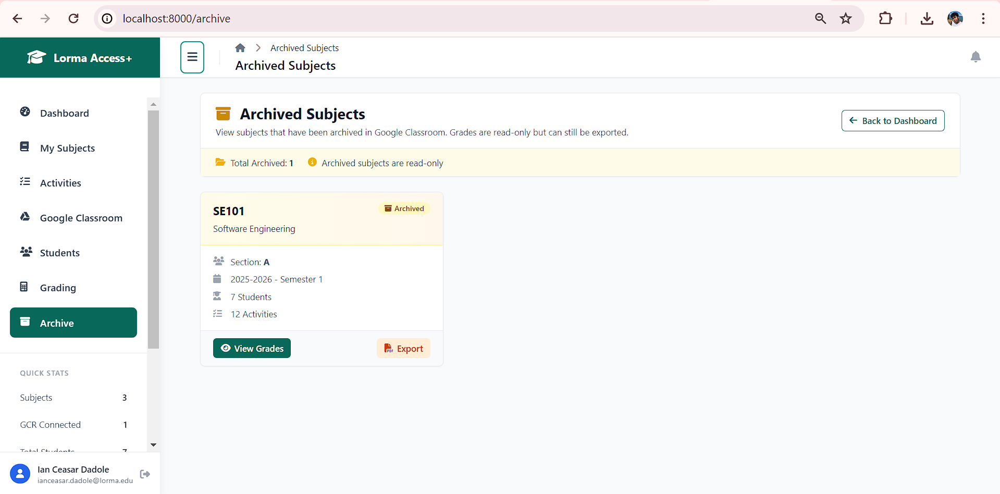 localhost:8000/archive
Lorma Access+
Archived Subjects
Archived Subjects
Dashboard
My Subjects
Activities
Google Classroom
Students
Grading
Archive
QUICK STATS
Subjects 3
GCR Connected 1
Total Students 7
Ian Ceasar Dadole
ianceasar.dadole@lorma.edu
Archived Subjects
View subjects that have been archived in Google Classroom. Grades are read-only but can still be exported.
Back to Dashboard
Total Archived: 1 Archived subjects are read-only
SE101 Archived
Software Engineering
Section: A
2025-2026 - Semester 1
7 Students
12 Activities
View Grades PDF Export